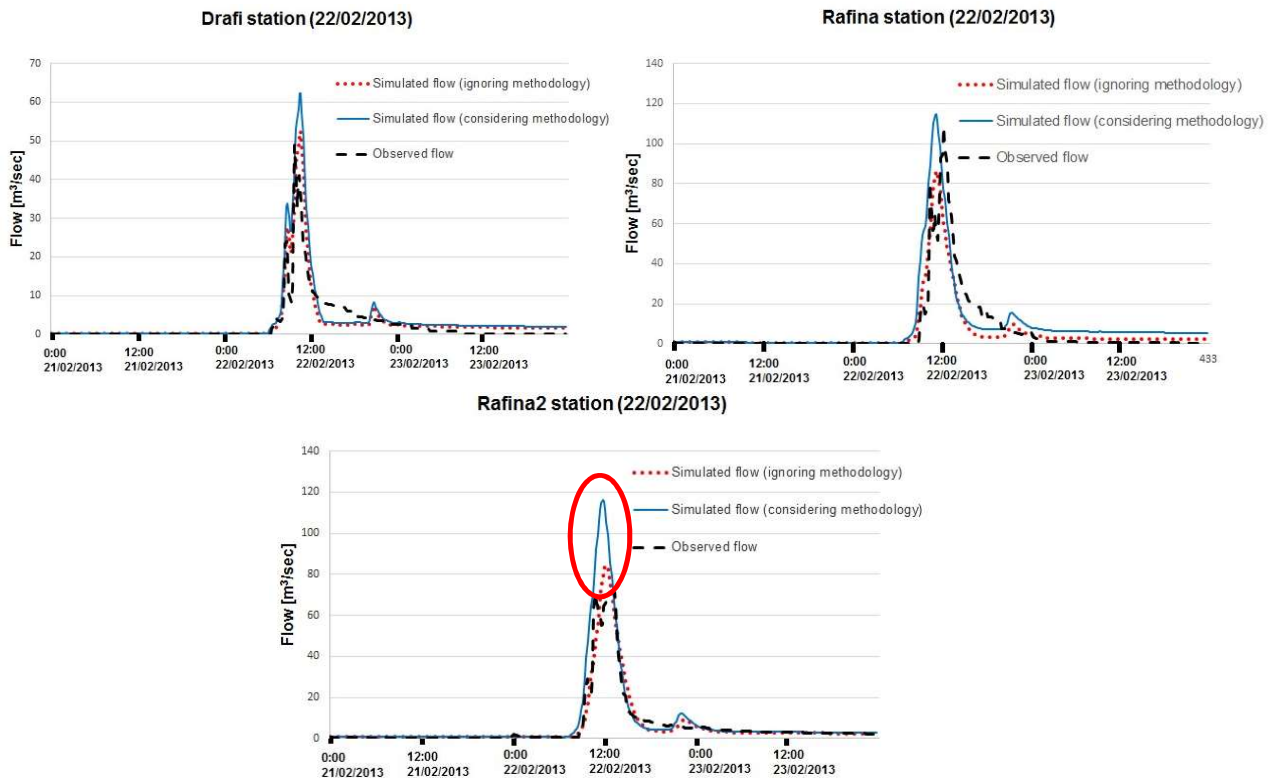 Drafi station (22/02/2013)
Flow [m³/sec]
70
60
50
40
30
20
10
0
Simulated flow (ignoring methodology)
Simulated flow (considering methodology)
Observed flow
0:00 12:00 0:00 12:00 0:00 12:00
21/02/2013 21/02/2013 22/02/2013 22/02/2013 23/02/2013 23/02/2013
Rafina station (22/02/2013)
Flow [m³/sec]
140
120
100
80
60
40
20
0
Simulated flow (ignoring methodology)
Simulated flow (considering methodology)
Observed flow
0:00 12:00 0:00 12:00 0:00 12:00 433
21/02/2013 21/02/2013 22/02/2013 22/02/2013 23/02/2013 23/02/2013
Rafina2 station (22/02/2013)
Flow [m³/sec]
140
120
100
80
60
40
20
0
Simulated flow (ignoring methodology)
Simulated flow (considering methodology)
Observed flow
0:00 12:00 0:00 12:00 0:00 12:00
21/02/2013 21/02/2013 22/02/2013 22/02/2013 23/02/2013 23/02/2013